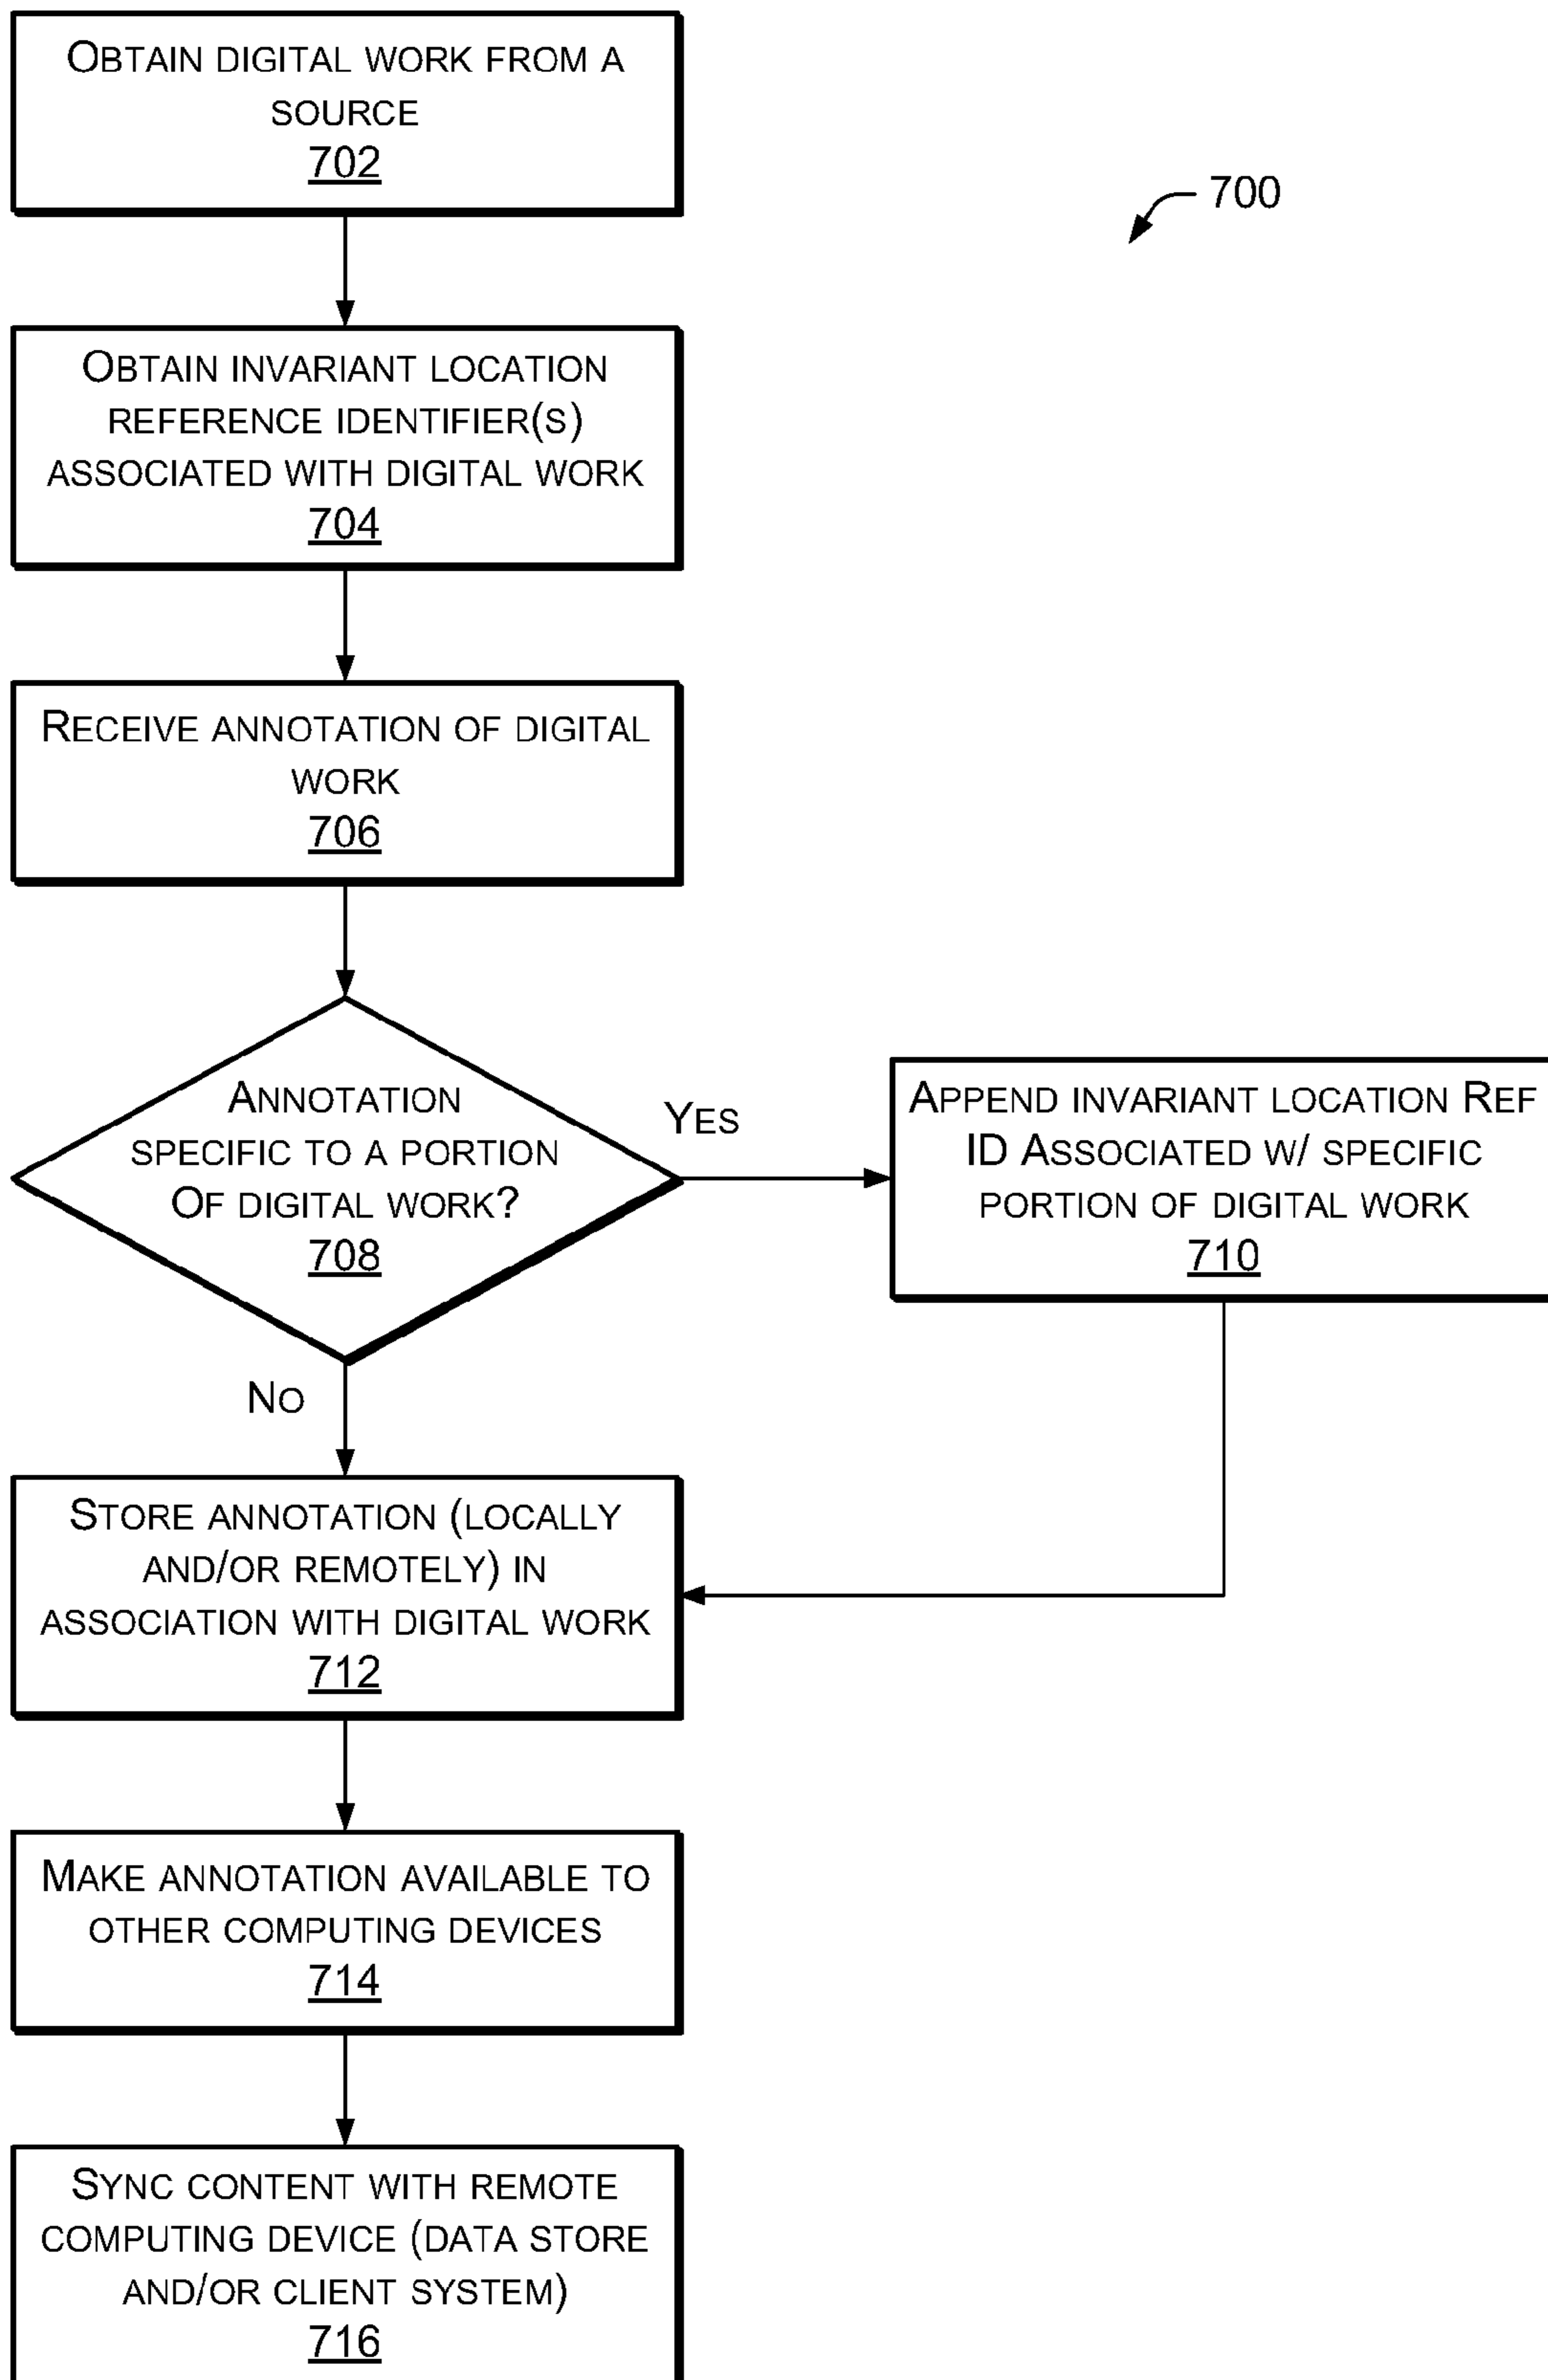 OBTAIN DIGITAL WORK FROM A
SOURCE
702
700
OBTAIN INVARIANT LOCATION
REFERENCE IDENTIFIER(S)
ASSOCIATED WITH DIGITAL WORK
704
RECEIVE ANNOTATION OF DIGITAL
WORK
706
ANNOTATION
SPECIFIC TO A PORTION
OF DIGITAL WORK?
708
YES
APPEND INVARIANT LOCATION REF
ID ASSOCIATED W/ SPECIFIC
PORTION OF DIGITAL WORK
710
NO
STORE ANNOTATION (LOCALLY
AND/OR REMOTELY) IN
ASSOCIATION WITH DIGITAL WORK
712
MAKE ANNOTATION AVAILABLE TO
OTHER COMPUTING DEVICES
714
SYNC CONTENT WITH REMOTE
COMPUTING DEVICE (DATA STORE
AND/OR CLIENT SYSTEM)
716